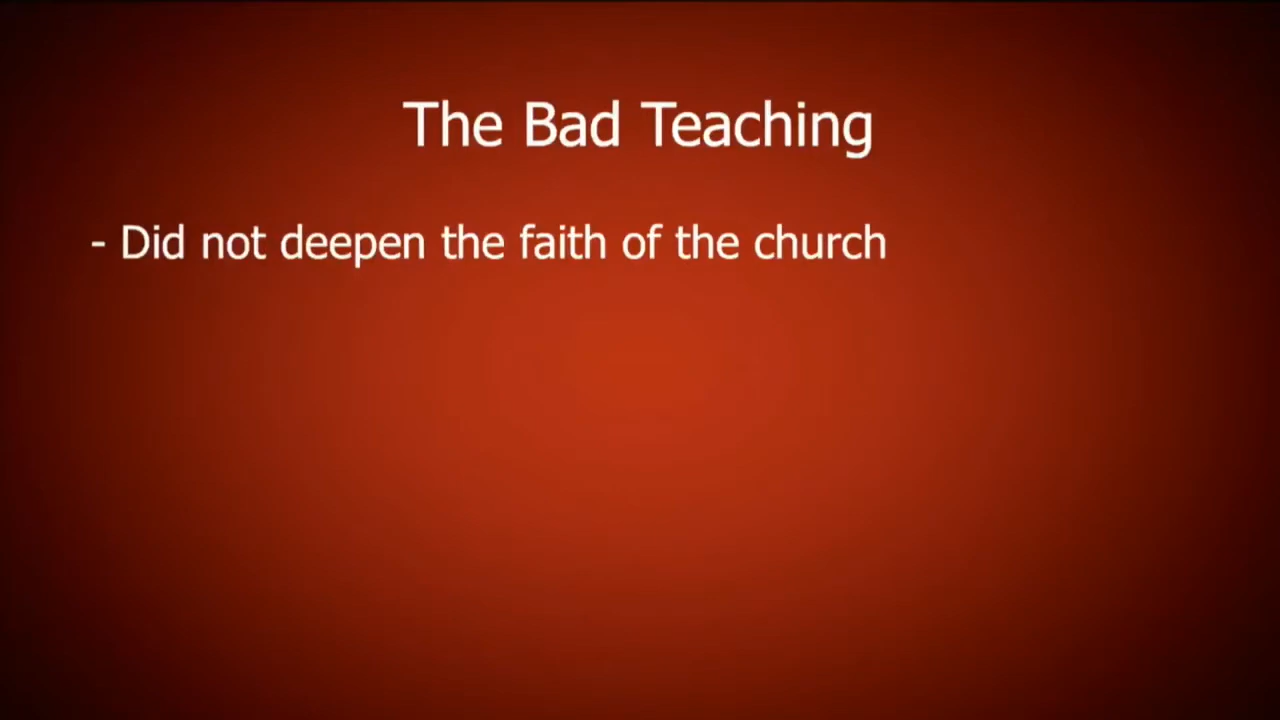 The Bad Teaching
- Did not deepen the faith of the church